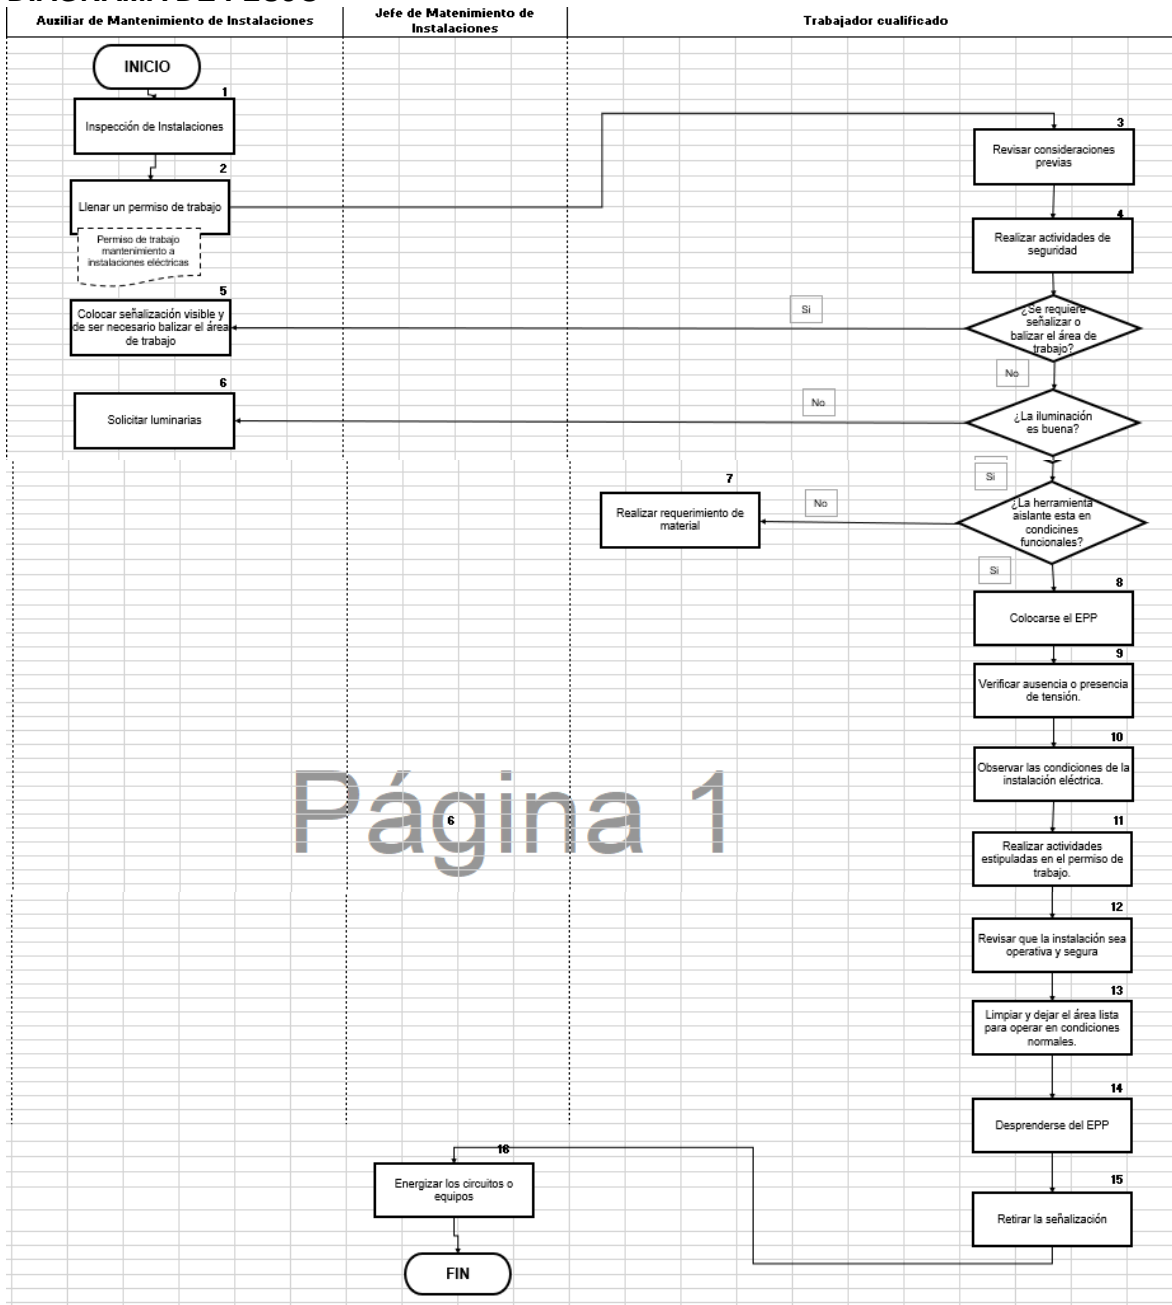 DIAGRAMA DE FLUJO
Auxiliar de Mantenimiento de Instalaciones
Jefe de Matenimiento de
Instalaciones
Trabajador cualificado
INICIO
1
Inspección de Instalaciones
2
Llenar un permiso de trabajo
Permiso de trabajo
mantenimiento a
instalaciones eléctricas
3
Revisar consideraciones
previas
4
Realizar actividades de
seguridad
5
Colocar señalización visible y
de ser necesario balizar el área
de trabajo
Si
¿Se requiere
señalizar o
balizar el área de
trabajo?
No
6
Solicitar luminarias
No
¿La iluminación
es buena?
Si
7
Realizar requerimiento de
material
No
¿La herramienta
aislante esta en
condicines
funcionales?
Si
8
Colocarse el EPP
9
Verificar ausencia o presencia
de tensión.
10
Observar las condiciones de la
instalación eléctrica.
Página 1
6
11
Realizar actividades
estipuladas en el permiso de
trabajo.
12
Revisar que la instalación sea
operativa y segura
13
Limpiar y dejar el área lista
para operar en condiciones
normales.
14
Desprenderse del EPP
15
Retirar la señalización
16
Energizar los circuitos o
equipos
FIN